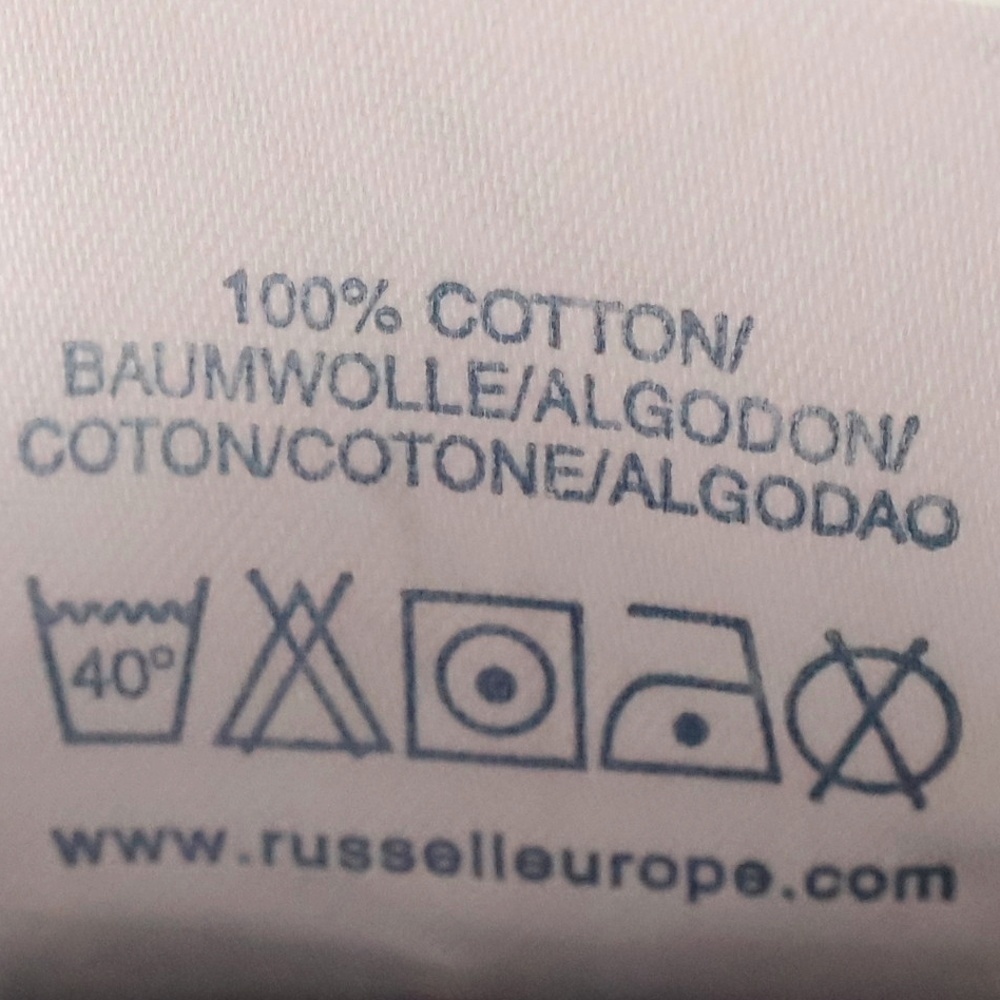 100% COTTON/
BAUMWOLLE/ALGODON/
COTON/COTONE/ALGODAO
40°
www.russelleurope.com